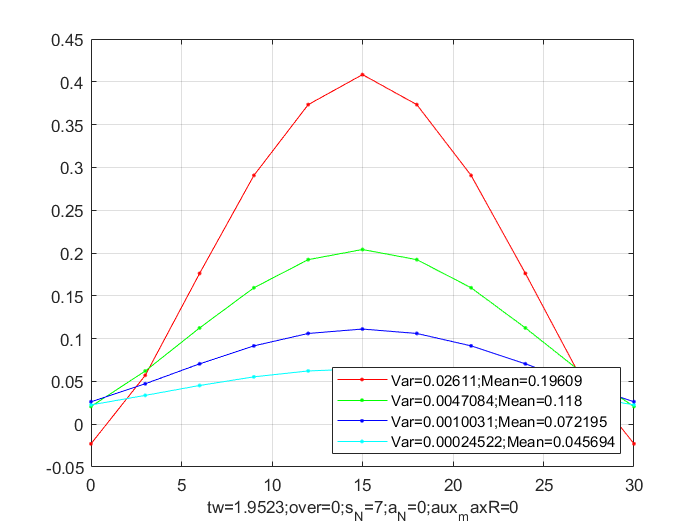 0.45
0.4
0.35
0.3
0.25
0.2
0.15
0.1
0.05
0
-0.05
0 5 10 15 20 25 30
Var=0.02611;Mean=0.19609
Var=0.0047084;Mean=0.118
Var=0.0010031;Mean=0.072195
Var=0.00024522;Mean=0.045694
tw=1.9523;over=0;s_N=7;a_N=0;aux_maxR=0